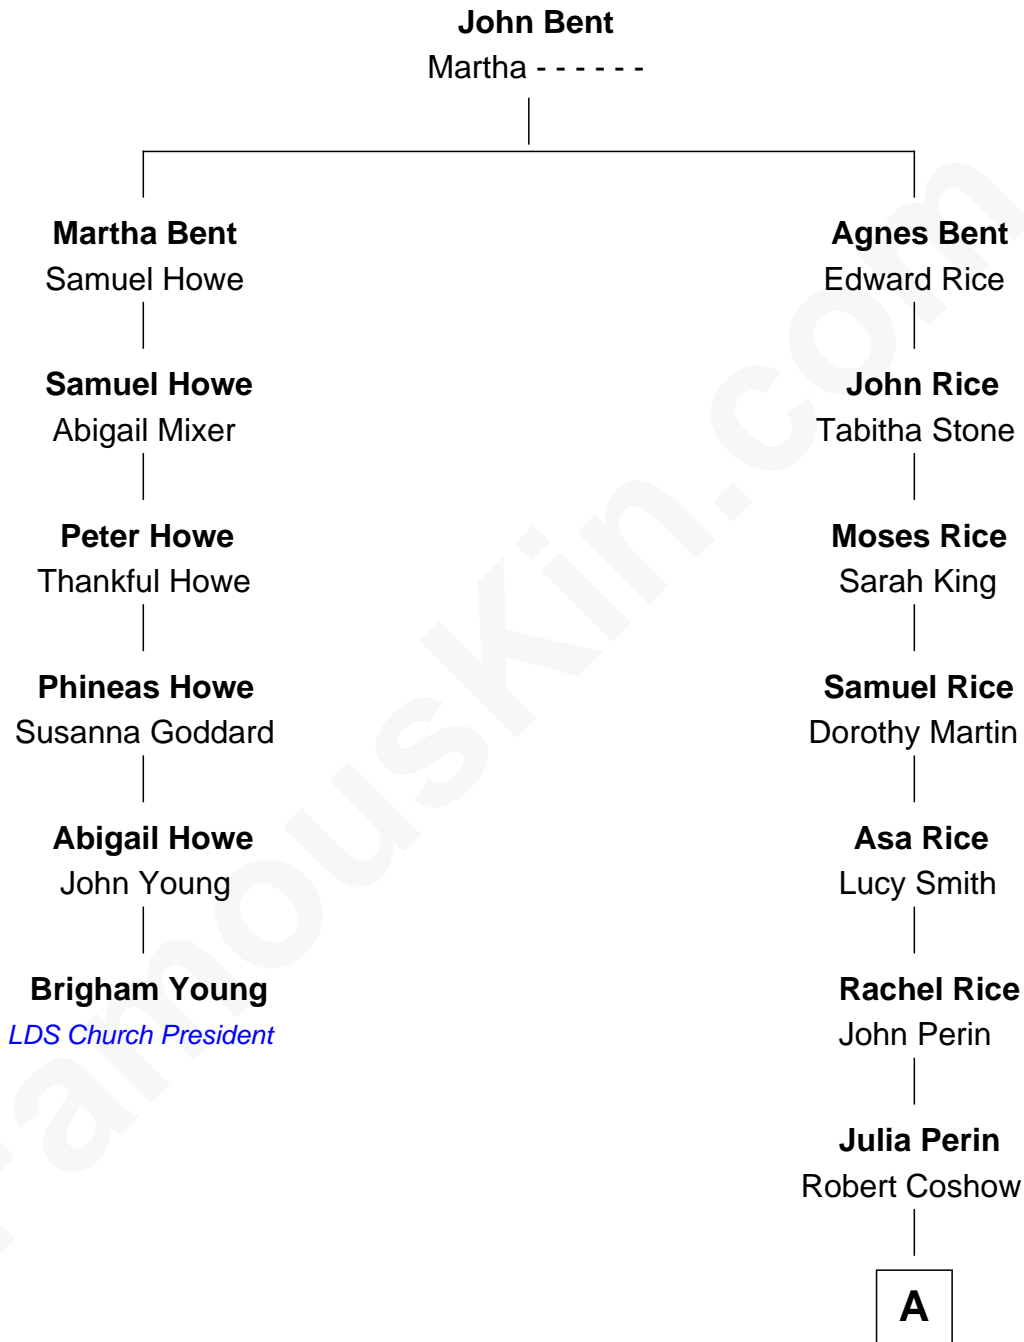 John Bent
Martha - - - - - -
Martha Bent
Samuel Howe
Agnes Bent
Edward Rice
Samuel Howe
Abigail Mixer
John Rice
Tabitha Stone
Peter Howe
Thankful Howe
Moses Rice
Sarah King
Phineas Howe
Susanna Goddard
Samuel Rice
Dorothy Martin
Abigail Howe
John Young
Asa Rice
Lucy Smith
Brigham Young
LDS Church President
Rachel Rice
John Perin
Julia Perin
Robert Coshow
A
FamousKin.com